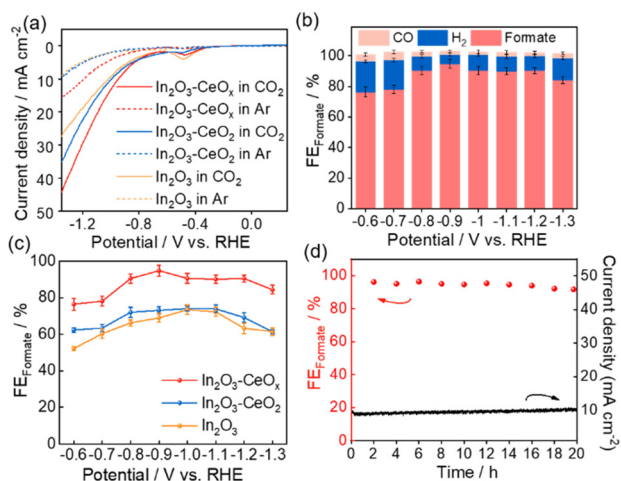 (a)
Current density / mA cm⁻²
0
10
20
30
40
50
In₂O₃-CeOₓ in CO₂
In₂O₃-CeOₓ in Ar
In₂O₃-CeO₂ in CO₂
In₂O₃-CeO₂ in Ar
In₂O₃ in CO₂
In₂O₃ in Ar
-1.2 -0.8 -0.4 0.0
Potential / V vs. RHE
(b)
CO H₂ Formate
FE_Formate / %
100
80
60
40
20
0
-0.6 -0.7 -0.8 -0.9 -1 -1.1 -1.2 -1.3
Potential / V vs. RHE
(c)
FE_Formate / %
100
80
60
40
20
0
In₂O₃-CeOₓ
In₂O₃-CeO₂
In₂O₃
-0.6 -0.7 -0.8 -0.9 -1.0 -1.1 -1.2 -1.3
Potential / V vs. RHE
(d)
FE_Formate / %
100
80
60
40
20
0
50
40
30
20
10
0
Current density (mA cm⁻²)
0 2 4 6 8 10 12 14 16 18 20
Time / h